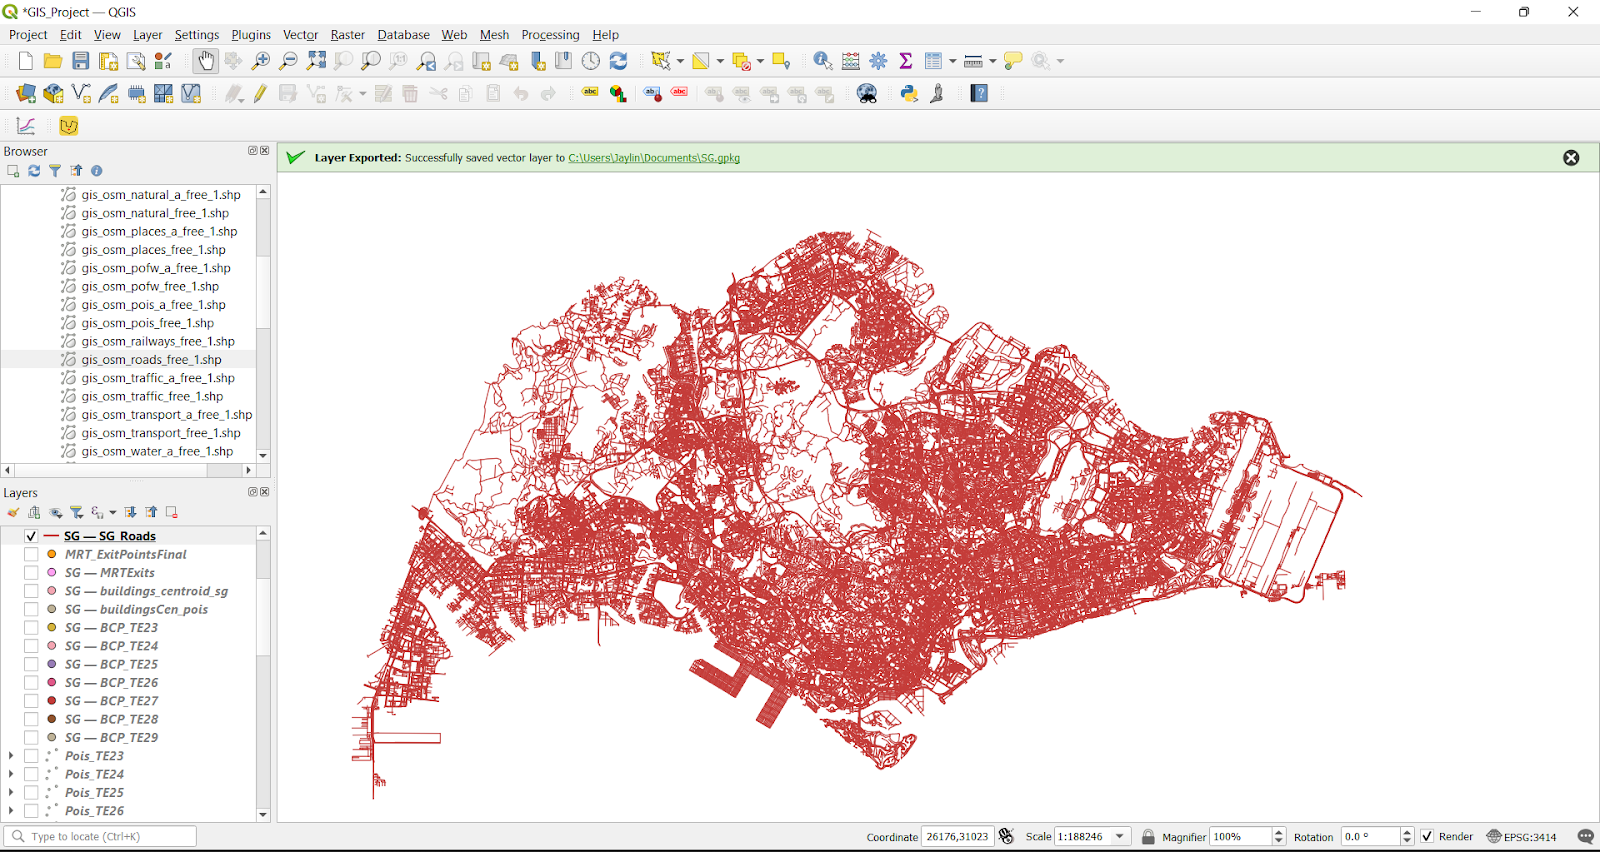 *GIS_Project — QGIS
Project Edit View Layer Settings Plugins Vector Raster Database Web Mesh Processing Help
Browser
Layer Exported: Successfully saved vector layer to C:\Users\Jaylin\Documents\SG.gpkg
gis_osm_natural_a_free_1.shp
gis_osm_natural_free_1.shp
gis_osm_places_a_free_1.shp
gis_osm_places_free_1.shp
gis_osm_pofw_a_free_1.shp
gis_osm_pofw_free_1.shp
gis_osm_pois_a_free_1.shp
gis_osm_pois_free_1.shp
gis_osm_railways_free_1.shp
gis_osm_roads_free_1.shp
gis_osm_traffic_a_free_1.shp
gis_osm_traffic_free_1.shp
gis_osm_transport_a_free_1.shp
gis_osm_transport_free_1.shp
gis_osm_water_a_free_1.shp
Layers
SG — SG_Roads
MRT_ExitPointsFinal
SG — MRTExits
SG — buildings_centroid_sg
SG — buildingsCen_pois
SG — BCP_TE23
SG — BCP_TE24
SG — BCP_TE25
SG — BCP_TE26
SG — BCP_TE27
SG — BCP_TE28
SG — BCP_TE29
Pois_TE23
Pois_TE24
Pois_TE25
Pois_TE26
Type to locate (Ctrl+K)
Coordinate 26176,31023 Scale 1:188246 Magnifier 100% Rotation 0.0 ° Render EPSG:3414